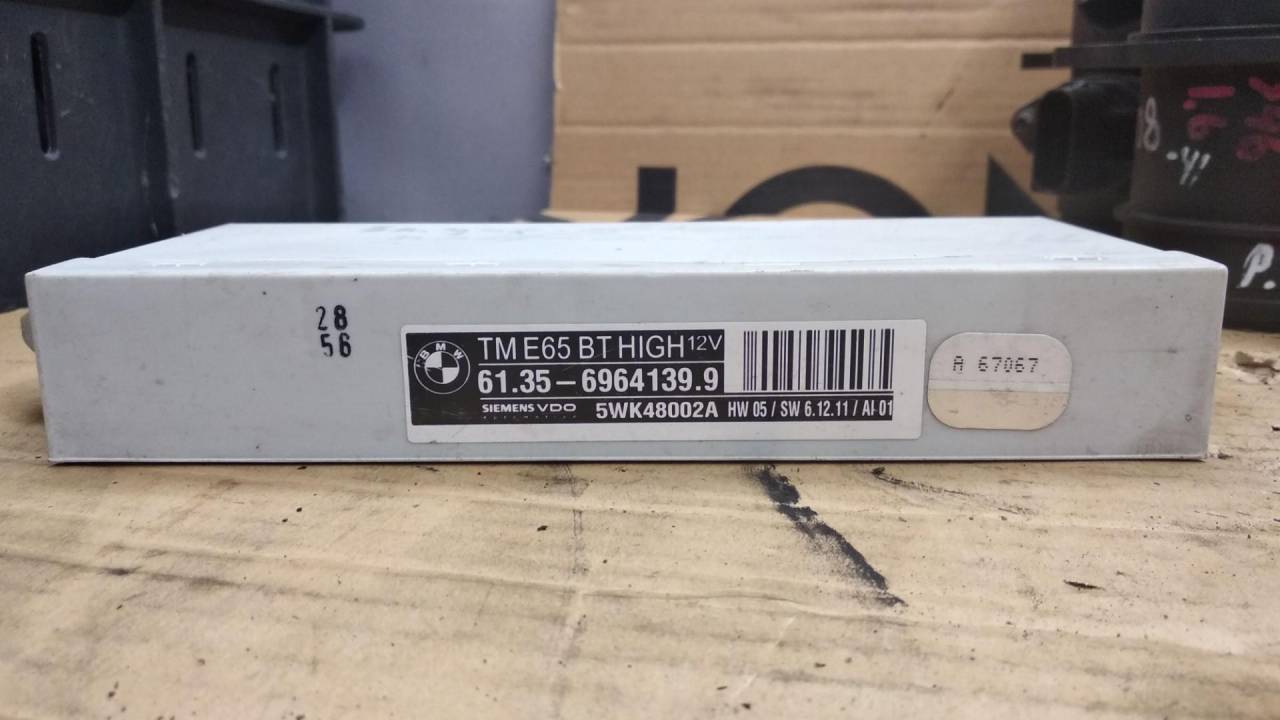 28
56
BMW
TM E65 BT HIGH 12V
61.35-6964139.9
SIEMENS VDO
5WK48002A HW 05 / SW 6.12.11 / AI 01
A 67067
P.